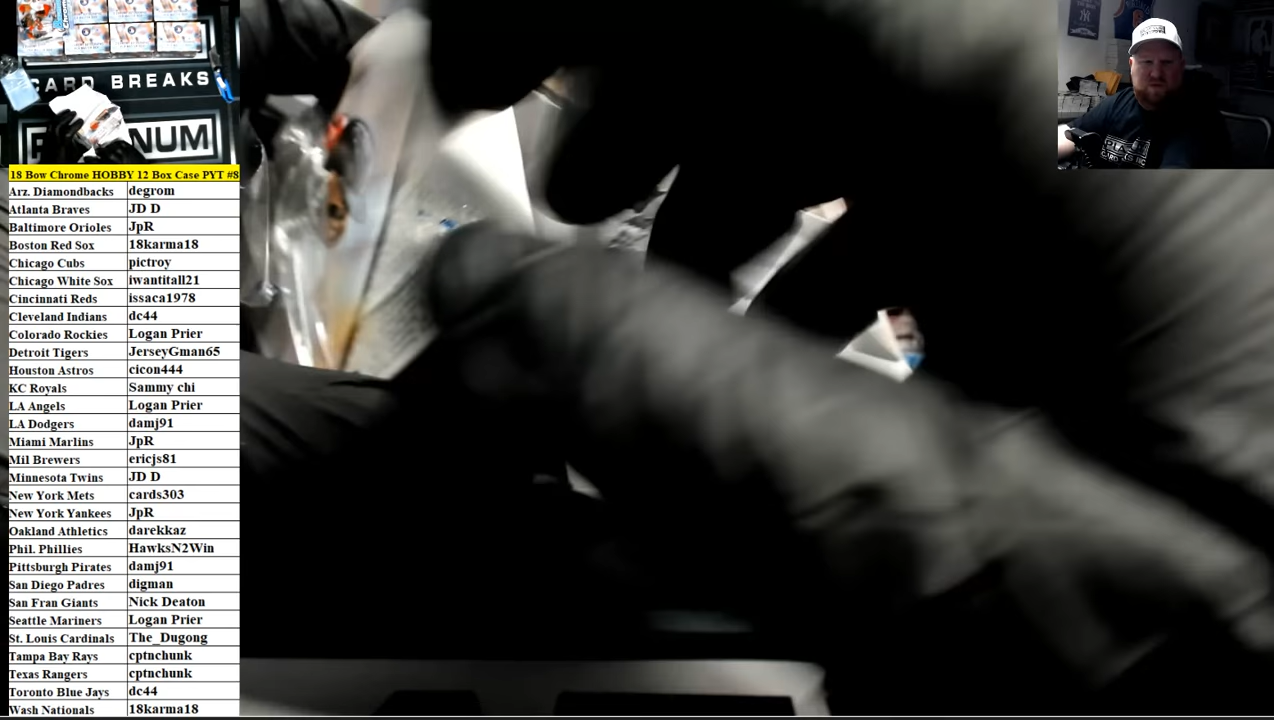 CARD BREAKS
18 Bow Chrome HOBBY 12 Box Case PYT #8
Arz. Diamondbacks degrom
Atlanta Braves JD D
Baltimore Orioles JpR
Boston Red Sox 18karma18
Chicago Cubs pictroy
Chicago White Sox iwantitall21
Cincinnati Reds issaca1978
Cleveland Indians dc44
Colorado Rockies Logan Prier
Detroit Tigers JerseyGman65
Houston Astros cicon444
KC Royals Sammy chi
LA Angels Logan Prier
LA Dodgers damj91
Miami Marlins JpR
Mil Brewers ericjs81
Minnesota Twins JD D
New York Mets cards303
New York Yankees JpR
Oakland Athletics darekkaz
Phil. Phillies HawksN2Win
Pittsburgh Pirates damj91
San Diego Padres digman
San Fran Giants Nick Deaton
Seattle Mariners Logan Prier
St. Louis Cardinals The_Dugong
Tampa Bay Rays cptnchunk
Texas Rangers cptnchunk
Toronto Blue Jays dc44
Wash Nationals 18karma18